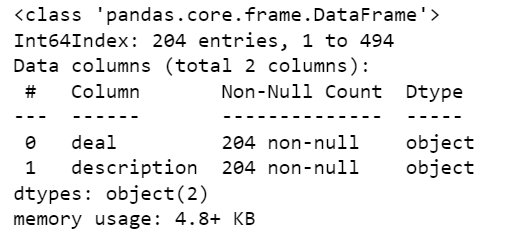 <class 'pandas.core.frame.DataFrame'>
Int64Index: 204 entries, 1 to 494
Data columns (total 2 columns):
 #   Column       Non-Null Count  Dtype
---  ------       --------------  -----
 0   deal         204 non-null    object
 1   description  204 non-null    object
dtypes: object(2)
memory usage: 4.8+ KB